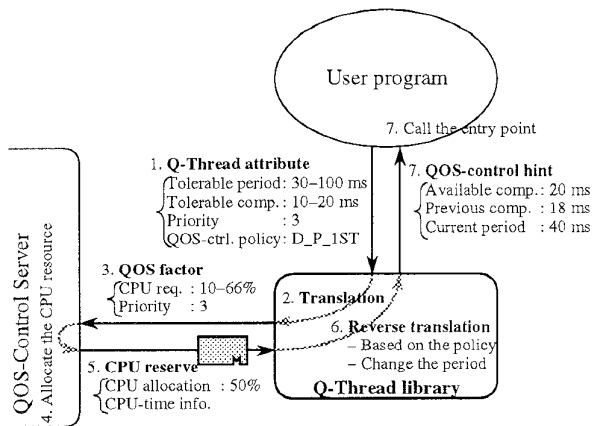 User program
7. Call the entry point
1. Q-Thread attribute
Tolerable period: 30–100 ms
Tolerable comp.: 10–20 ms
Priority : 3
QOS-ctrl. policy: D_P_1ST
7. QOS-control hint
Available comp. : 20 ms
Previous comp. : 18 ms
Current period : 40 ms
3. QOS factor
CPU req. : 10–66%
Priority : 3
2. Translation
6. Reverse translation
– Based on the policy
– Change the period
Q-Thread library
5. CPU reserve
CPU allocation : 50%
CPU-time info.
QOS-Control Server
4. Allocate the CPU resource